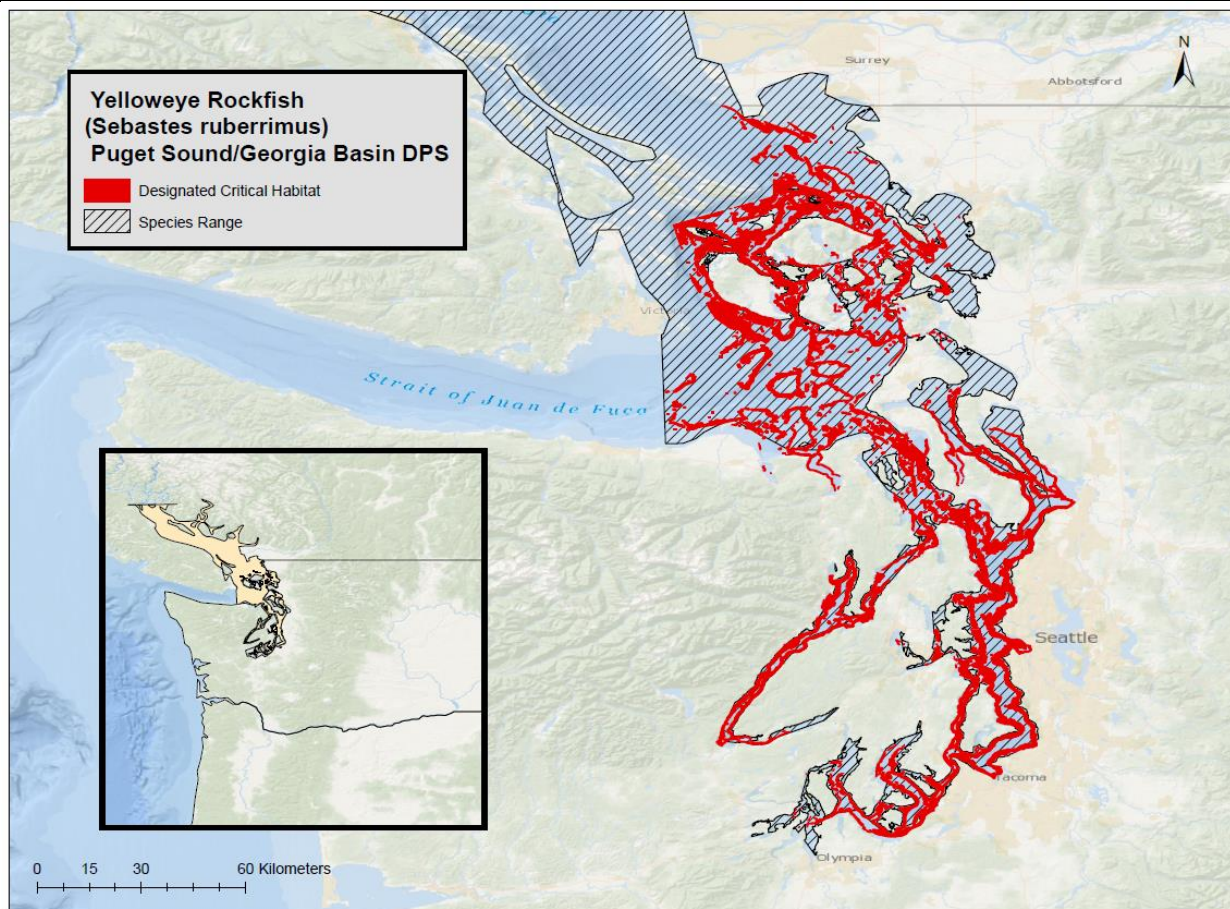 Surrey
N
Abbotsford
Yelloweye Rockfish
(Sebastes ruberrimus)
Puget Sound/Georgia Basin DPS
Designated Critical Habitat
Species Range
Strait of Juan de Fuca
Seattle
Tacoma
Olympia
0 15 30 60 Kilometers